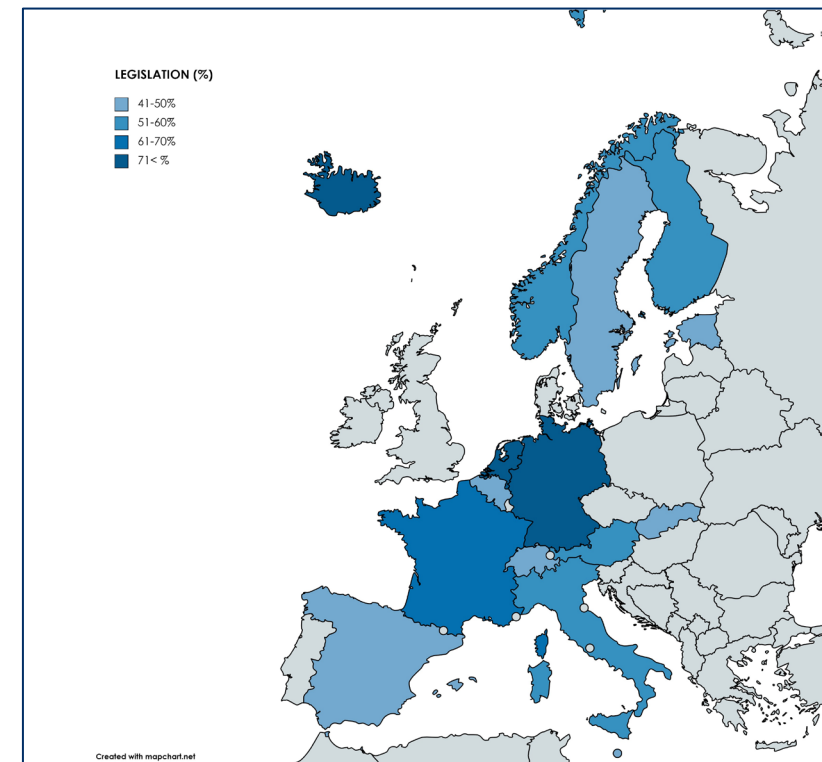 LEGISLATION (%)
41-50%
51-60%
61-70%
71< %
Created with mapchart.net